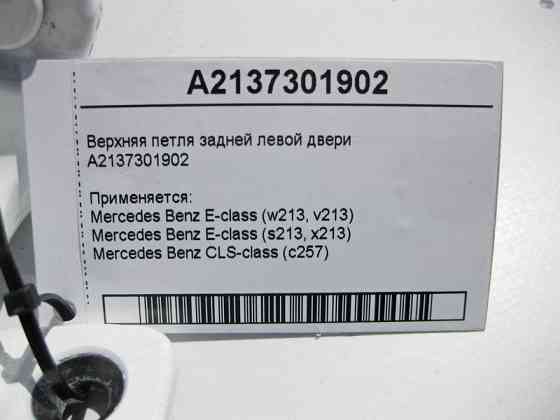 A2137301902
Верхняя петля задней левой двери
A2137301902
Применяется:
Mercedes Benz E-class (w213, v213)
Mercedes Benz E-class (s213, x213)
Mercedes Benz CLS-class (c257)